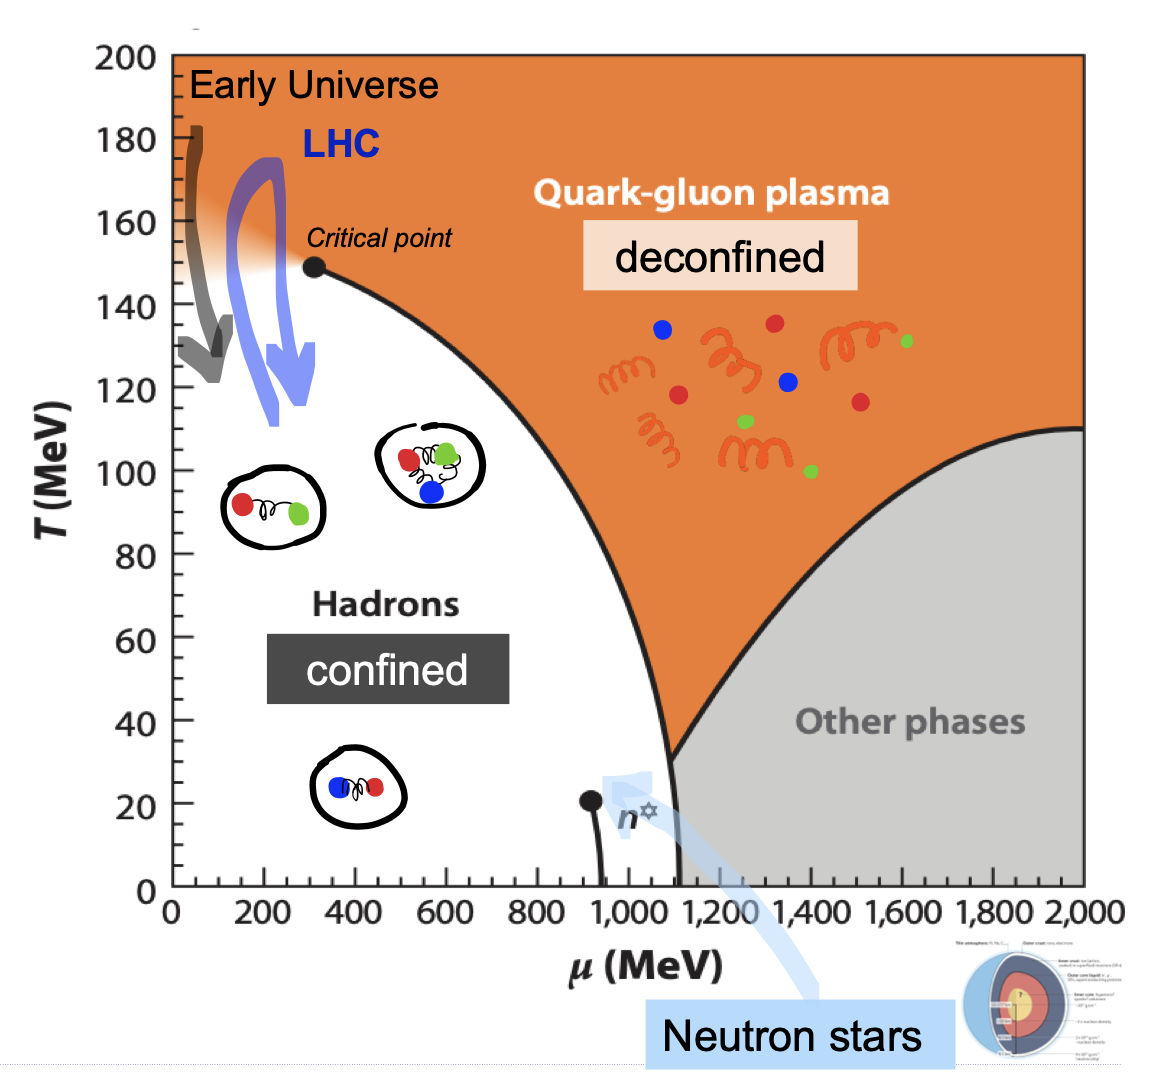 200
180
160
140
120
100
80
60
40
20
0
T (MeV)
Early Universe
LHC
Critical point
Quark-gluon plasma
deconfined
Hadrons
confined
Other phases
n
0
200
400
600
800
1,000
1,200
1,400
1,600
1,800
2,000
μ (MeV)
Neutron stars
?